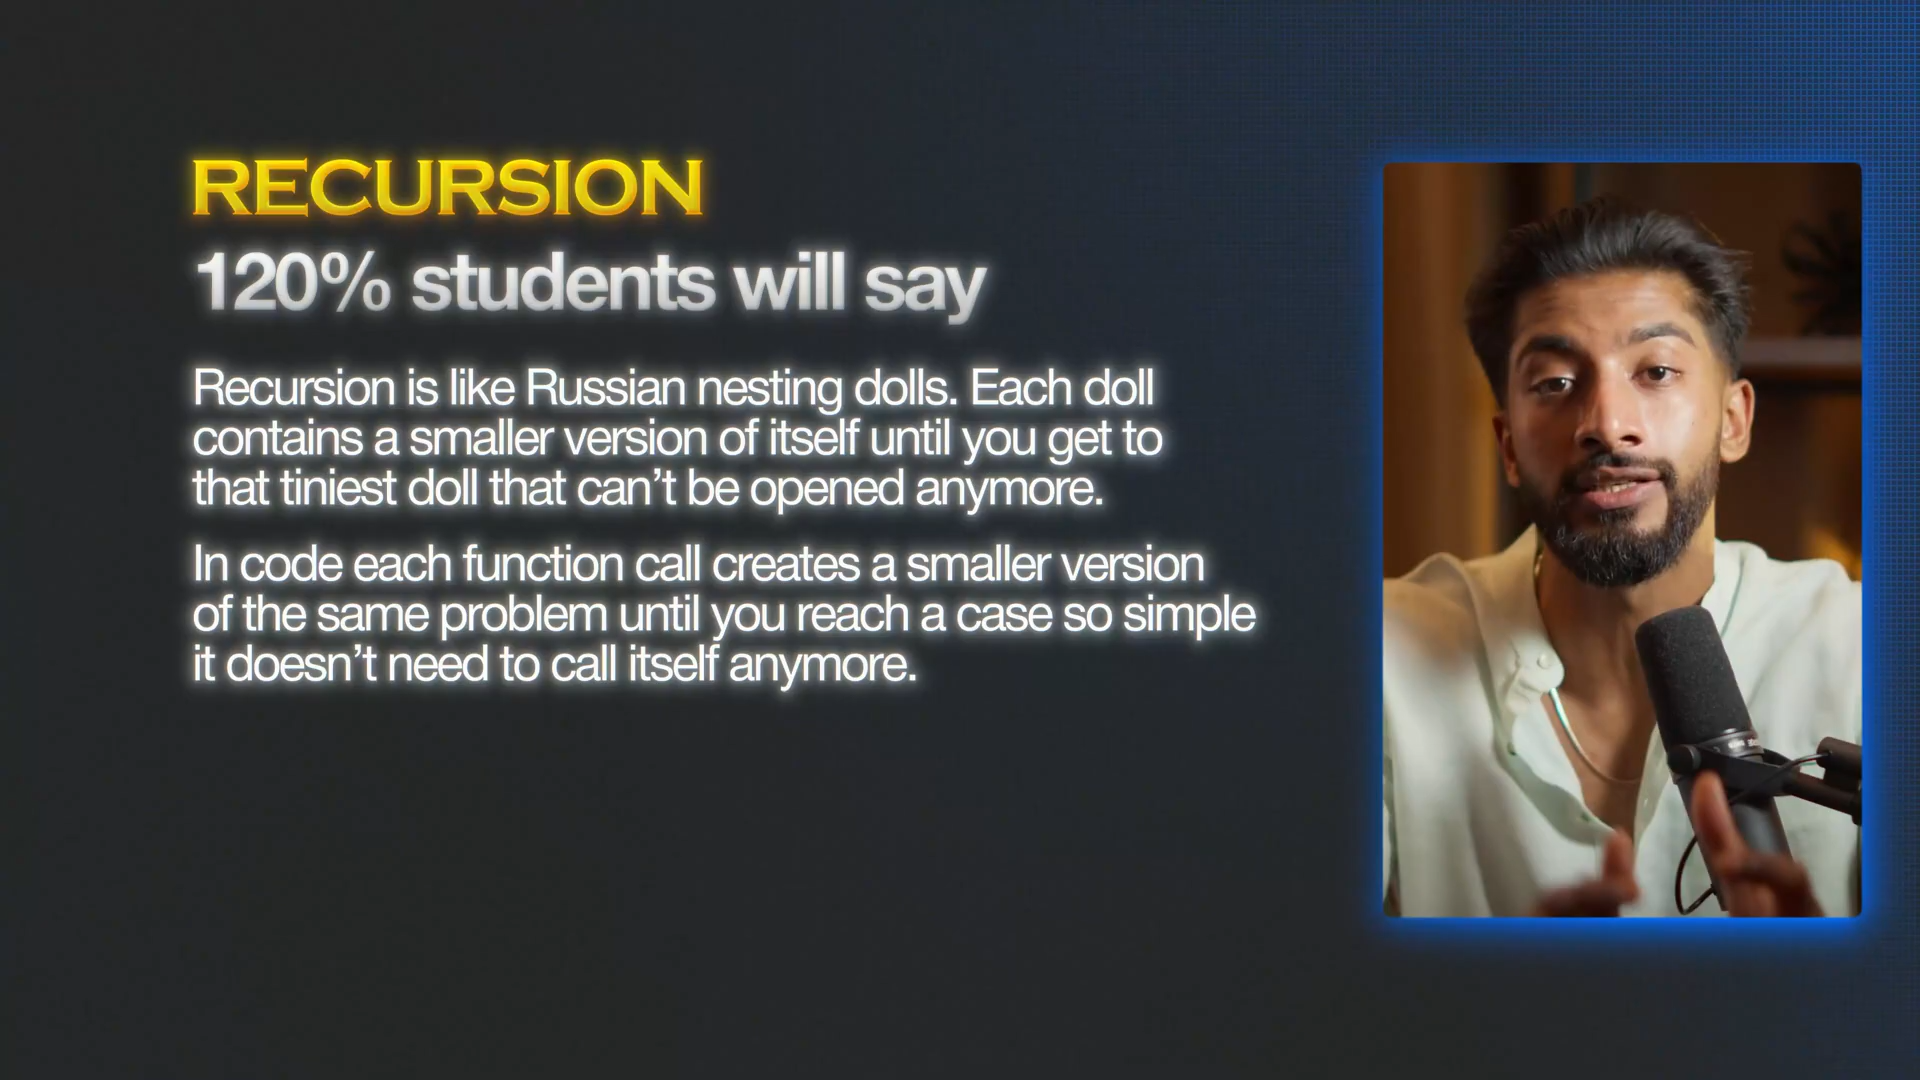 RECURSION
120% students will say
Recursion is like Russian nesting dolls. Each doll
contains a smaller version of itself until you get to
that tiniest doll that can’t be opened anymore.
In code each function call creates a smaller version
of the same problem until you reach a case so simple
it doesn’t need to call itself anymore.